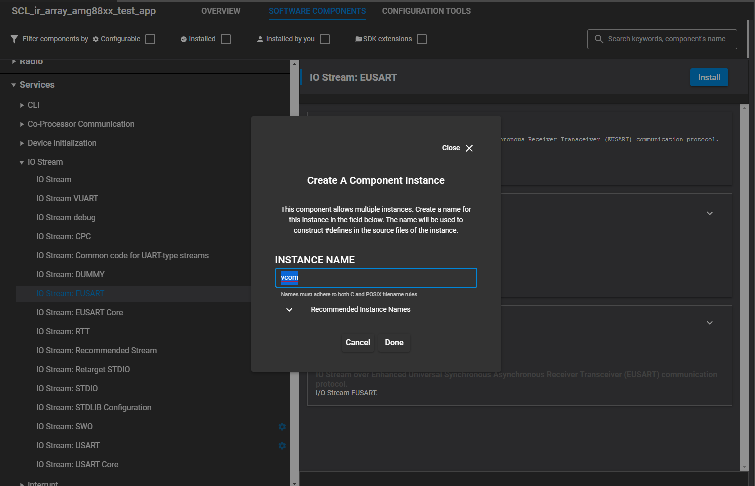 SCL_ir_array_amg88xx_test_app
OVERVIEW
SOFTWARE COMPONENTS
CONFIGURATION TOOLS
Filter components by
Configurable
Installed
Installed by you
SDK extensions
Search keywords, component's name
Radio
Services
CLI
Co-Processor Communication
Device Initialization
IO Stream
IO Stream
IO Stream VUART
IO Stream debug
IO Stream: CPC
IO Stream: Common code for UART-type streams
IO Stream: DUMMY
IO Stream: EUSART
IO Stream: EUSART Core
IO Stream: RTT
IO Stream: Recommended Stream
IO Stream: Retarget STDIO
IO Stream: STDIO
IO Stream: STDLIB Configuration
IO Stream: SWO
IO Stream: USART
IO Stream: USART Core
Interrupt
IO Stream: EUSART
Install
ronous Receiver Transceiver (EUSART) communication protocol.
Close
Create A Component Instance
This component allows multiple instances. Create a name for
this instance in the field below. The name will be used to
construct #defines in the source files of the instance.
INSTANCE NAME
vcom
Names must adhere to both C and POSIX filename rules
Recommended Instance Names
Cancel
Done
IO Stream over Enhanced Universal Synchronous Asynchronous Receiver Transceiver (EUSART) communication
protocol.
I/O Stream EUSART.